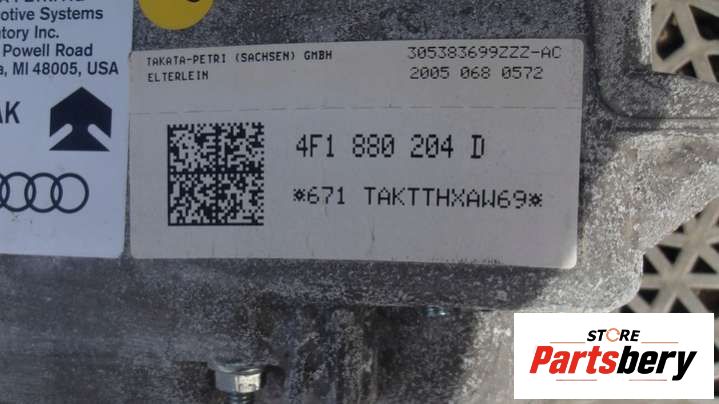 motive Systems
tory Inc.
Powell Road
a, MI 48005, USA
AK
TAKATA-PETRI (SACHSEN) GMBH
ELTERLEIN
305383699ZZZ-AC
2005 068 0572
4F1 880 204 D
*671 TAKTTHXAW69*
STORE
Partsbery